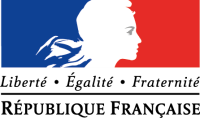 Liberté • Égalité • Fraternité
RÉPUBLIQUE FRANÇAISE